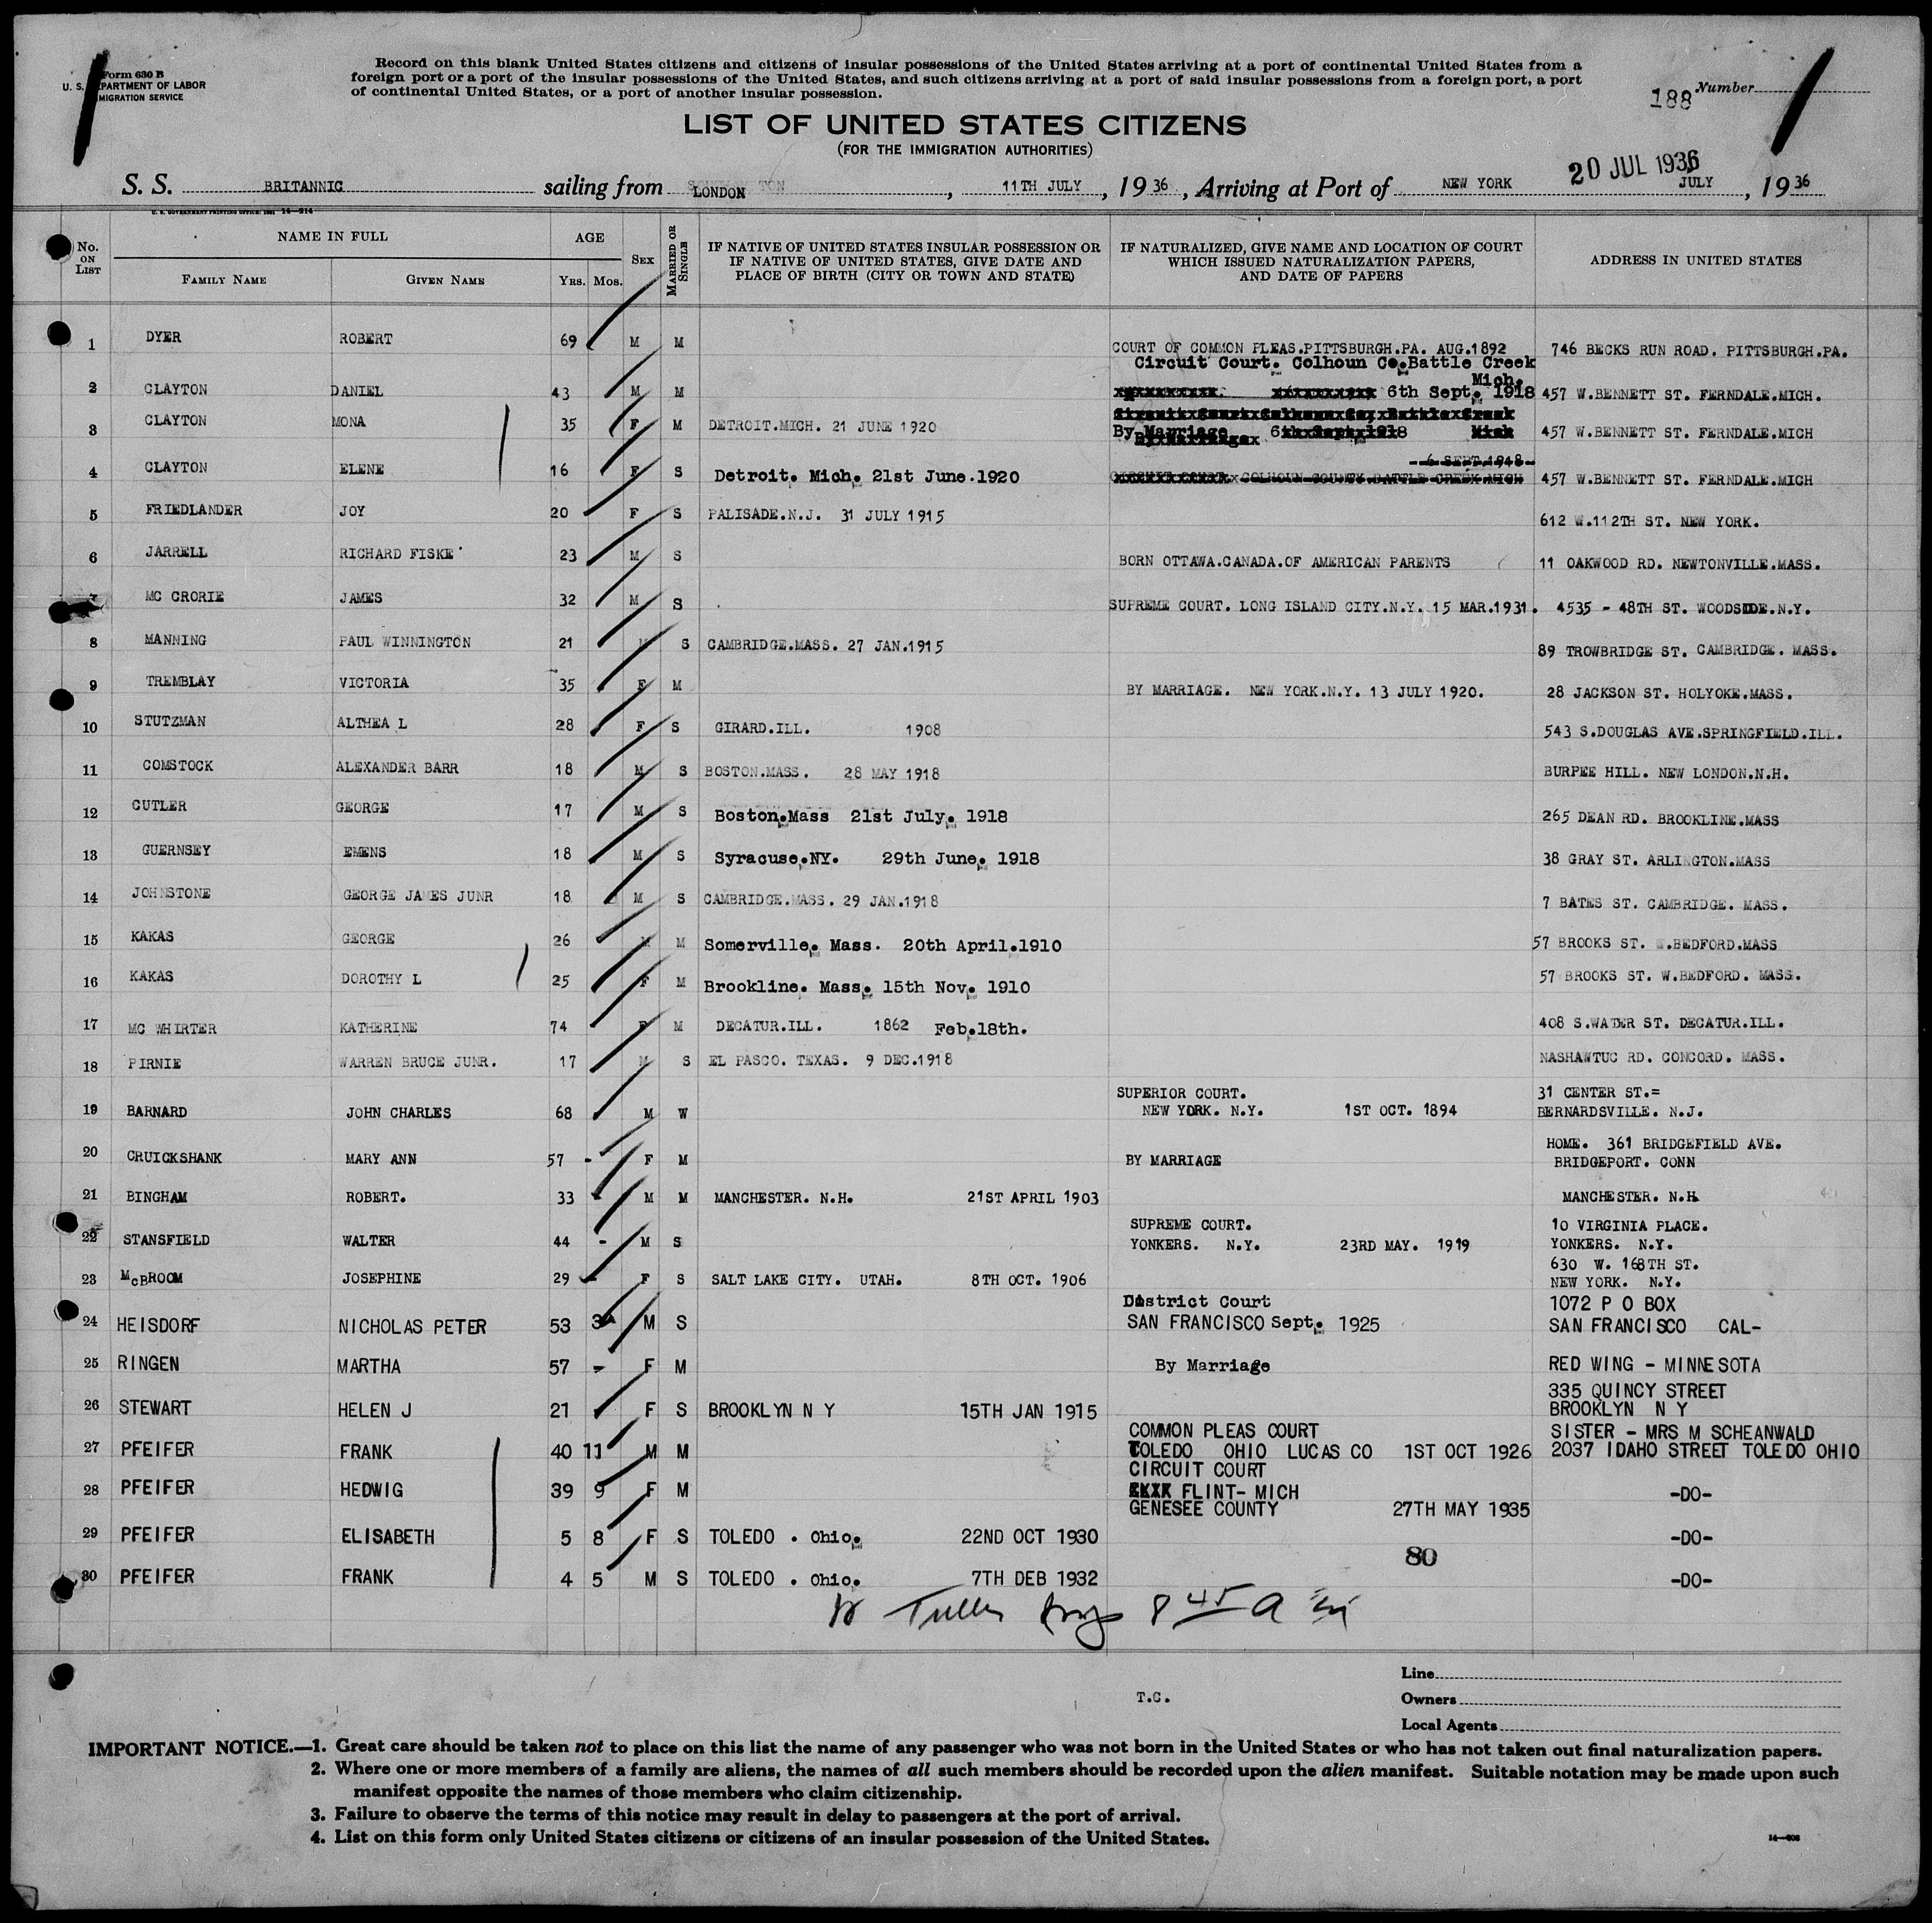 Form 630 B
U. S. DEPARTMENT OF LABOR
IMMIGRATION SERVICE
Record on this blank United States citizens and citizens of insular possessions of the United States arriving at a port of continental United States from a
foreign port or a port of the insular possessions of the United States, and such citizens arriving at a port of said insular possessions from a foreign port, a port
of continental United States, or a port of another insular possession.
188 Number
LIST OF UNITED STATES CITIZENS
(FOR THE IMMIGRATION AUTHORITIES)
20 JUL 1936
S. S. BRITANNIC sailing from LONDON, 11TH JULY, 1936, Arriving at Port of NEW YORK JULY, 1936
U. S. GOVERNMENT PRINTING OFFICE: 1931 14—214
No. ON LIST
NAME IN FULL
FAMILY NAME GIVEN NAME
AGE
YRS. MOS.
SEX
MARRIED OR SINGLE
IF NATIVE OF UNITED STATES INSULAR POSSESSION OR
IF NATIVE OF UNITED STATES, GIVE DATE AND
PLACE OF BIRTH (CITY OR TOWN AND STATE)
IF NATURALIZED, GIVE NAME AND LOCATION OF COURT
WHICH ISSUED NATURALIZATION PAPERS,
AND DATE OF PAPERS
ADDRESS IN UNITED STATES
1 DYER ROBERT 69 M M COURT OF COMMON PLEAS.PITTSBURGH.PA. AUG.1892 746 BECKS RUN ROAD. PITTSBURGH.PA.
Circuit Court. Colhoun Co.Battle Creek
Mich.
2 CLAYTON DANIEL 43 M M 6th Sept. 1918 457 W.BENNETT ST. FERNDALE.MICH.
3 CLAYTON MONA 35 F M DETROIT.MICH. 21 JUNE 1920 By Marriage 457 W.BENNETT ST. FERNDALE.MICH
6 SEPT.1918
4 CLAYTON ELENE 16 F S Detroit. Mich. 21st June.1920 COLHOUN COUNTY BATTLE CREEK MICH 457 W.BENNETT ST. FERNDALE.MICH
5 FRIEDLANDER JOY 20 F S PALISADE.N.J. 31 JULY 1915 612 W.112TH ST. NEW YORK.
6 JARRELL RICHARD FISKE 23 M S BORN OTTAWA.CANADA.OF AMERICAN PARENTS 11 OAKWOOD RD. NEWTONVILLE.MASS.
7 MC CRORIE JAMES 32 M S SUPREME COURT. LONG ISLAND CITY.N.Y. 15 MAR.1931. 4535 - 48TH ST. WOODSIDE.N.Y.
8 MANNING PAUL WINNINGTON 21 M S CAMBRIDGE.MASS. 27 JAN.1915 89 TROWBRIDGE ST. CAMBRIDGE. MASS.
9 TREMBLAY VICTORIA 35 F M BY MARRIAGE. NEW YORK.N.Y. 13 JULY 1920. 28 JACKSON ST. HOLYOKE.MASS.
10 STUTZMAN ALTHEA L 28 F S GIRARD.ILL. 1908 543 S.DOUGLAS AVE.SPRINGFIELD.ILL.
11 COMSTOCK ALEXANDER BARR 18 M S BOSTON.MASS. 28 MAY 1918 BURPEE HILL. NEW LONDON.N.H.
12 CUTLER GEORGE 17 M S Boston.Mass 21st July. 1918 265 DEAN RD. BROOKLINE.MASS
13 GUERNSEY EMENS 18 M S Syracuse.NY. 29th June. 1918 38 GRAY ST. ARLINGTON.MASS
14 JOHNSTONE GEORGE JAMES JUNR 18 M S CAMBRIDGE.MASS. 29 JAN.1918 7 BATES ST. CAMBRIDGE. MASS.
15 KAKAS GEORGE 26 M M Somerville. Mass. 20th April.1910 57 BROOKS ST. W.BEDFORD.MASS
16 KAKAS DOROTHY L 25 F M Brookline. Mass. 15th Nov. 1910 57 BROOKS ST. W.BEDFORD. MASS.
17 MC WHIRTER KATHERINE 74 F M DECATUR.ILL. 1862 Feb.18th. 408 S.WATER ST. DECATUR.ILL.
18 PIRNIE WARREN BRUCE JUNR. 17 M S EL PASCO. TEXAS. 9 DEC.1918 NASHAWTUC RD. CONCORD. MASS.
SUPERIOR COURT. 31 CENTER ST.=
19 BARNARD JOHN CHARLES 68 M W NEW YORK. N.Y. 1ST OCT. 1894 BERNARDSVILLE. N.J.
HOME. 361 BRIDGEFIELD AVE.
20 CRUICKSHANK MARY ANN 57 - F M BY MARRIAGE BRIDGEPORT. CONN
21 BINGHAM ROBERT. 33 - M M MANCHESTER. N.H. 21ST APRIL 1903 MANCHESTER. N.H
SUPREME COURT. 10 VIRGINIA PLACE.
22 STANSFIELD WALTER 44 - M S YONKERS. N.Y. 23RD MAY. 1919 YONKERS. N.Y.
630 W. 168TH ST.
23 McBROOM JOSEPHINE 29 - F S SALT LAKE CITY. UTAH. 8TH OCT. 1906 NEW YORK. N.Y.
District Court 1072 P O BOX
24 HEISDORF NICHOLAS PETER 53 3 M S SAN FRANCISCO Sept. 1925 SAN FRANCISCO CAL-
25 RINGEN MARTHA 57 - F M By Marriage RED WING - MINNESOTA
335 QUINCY STREET
26 STEWART HELEN J 21 F S BROOKLYN N Y 15TH JAN 1915 BROOKLYN N Y
COMMON PLEAS COURT SISTER - MRS M SCHEANWALD
27 PFEIFER FRANK 40 11 M M TOLEDO OHIO LUCAS CO 1ST OCT 1926 2037 IDAHO STREET TOLEDO OHIO
CIRCUIT COURT
28 PFEIFER HEDWIG 39 9 F M FLINT- MICH -DO-
GENESEE COUNTY 27TH MAY 1935
29 PFEIFER ELISABETH 5 8 F S TOLEDO . Ohio. 22ND OCT 1930 -DO-
80
30 PFEIFER FRANK 4 5 M S TOLEDO . Ohio. 7TH DEB 1932 -DO-
8 45 A
Line
T.C.
Owners
Local Agents
IMPORTANT NOTICE.—1. Great care should be taken not to place on this list the name of any passenger who was not born in the United States or who has not taken out final naturalization papers.
2. Where one or more members of a family are aliens, the names of all such members should be recorded upon the alien manifest. Suitable notation may be made upon such
manifest opposite the names of those members who claim citizenship.
3. Failure to observe the terms of this notice may result in delay to passengers at the port of arrival.
4. List on this form only United States citizens or citizens of an insular possession of the United States.